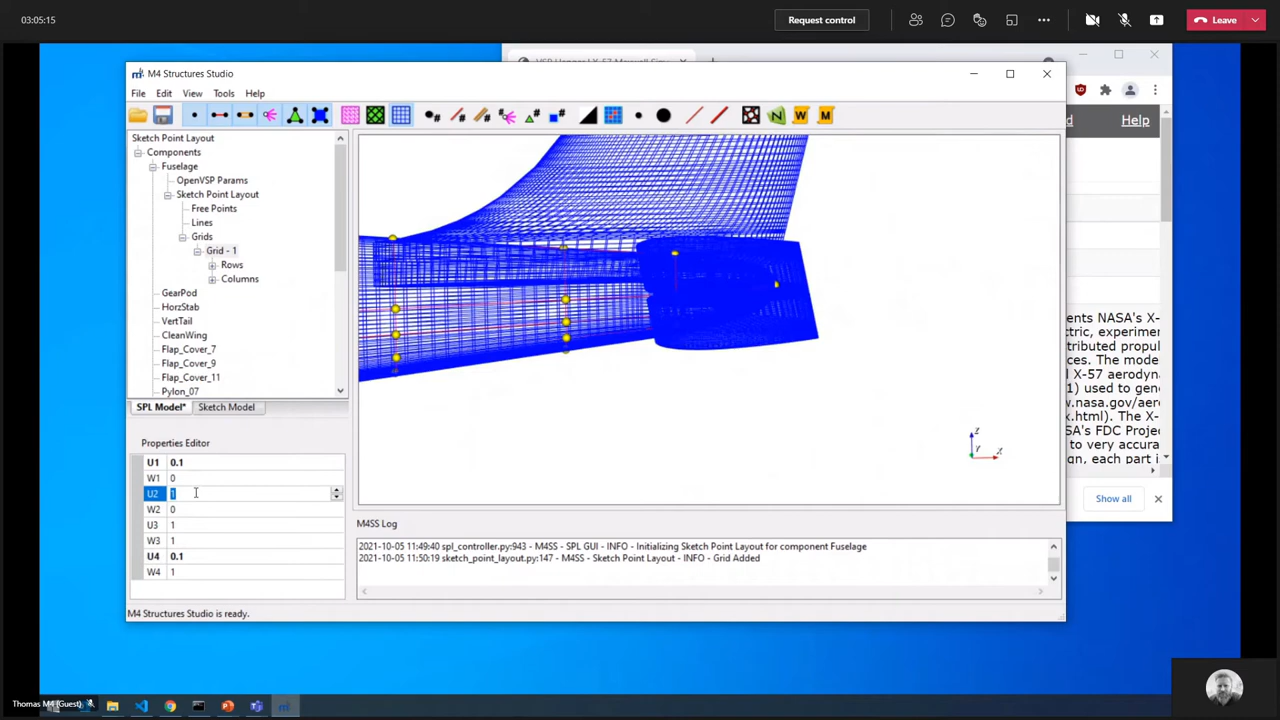 03:05:15
Request control
Leave
M4 Structures Studio
File Edit View Tools Help
Sketch Point Layout
Components
Fuselage
OpenVSP Params
Sketch Point Layout
Free Points
Lines
Grids
Grid - 1
Rows
Columns
GearPod
HorzStab
VertTail
CleanWing
Flap_Cover_7
Flap_Cover_9
Flap_Cover_11
Pylon_07
SPL Model* Sketch Model
Properties Editor
U1 0.1
W1 0
U2 1
W2 0
U3 1
W3 1
U4 0.1
W4 1
Z
Y X
M4SS Log
2021-10-05 11:49:40 spl_controller.py:943 - M4SS - SPL GUI - INFO - Initializing Sketch Point Layout for component Fuselage
2021-10-05 11:50:19 sketch_point_layout.py:147 - M4SS - Sketch Point Layout - INFO - Grid Added
M4 Structures Studio is ready.
Help
ents NASA's X
ctric, experimen
tributed propul
ces. The mode
X-57 aerodyna
1) used to gene
w.nasa.gov/aero
x.html). The X-
SA's FDC Projec
to very accurat
gn, each part is
Show all
Thomas M4 (Guest)